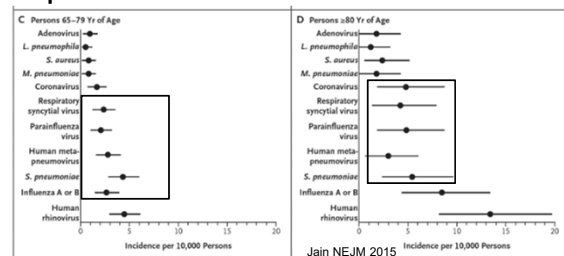 C Persons 65–79 Yr of Age
Adenovirus
L. pneumophila
S. aureus
M. pneumoniae
Coronavirus
Respiratory
syncytial virus
Parainfluenza
virus
Human meta-
pneumovirus
S. pneumoniae
Influenza A or B
Human
rhinovirus
0 5 10 15 20
Incidence per 10,000 Persons
D Persons ≥80 Yr of Age
Adenovirus
L. pneumophila
S. aureus
M. pneumoniae
Coronavirus
Respiratory
syncytial virus
Parainfluenza
virus
Human meta-
pneumovirus
S. pneumoniae
Influenza A or B
Human
rhinovirus
0 5 10 15 20
Incidence per 10,000 Persons
Jain NEJM 2015